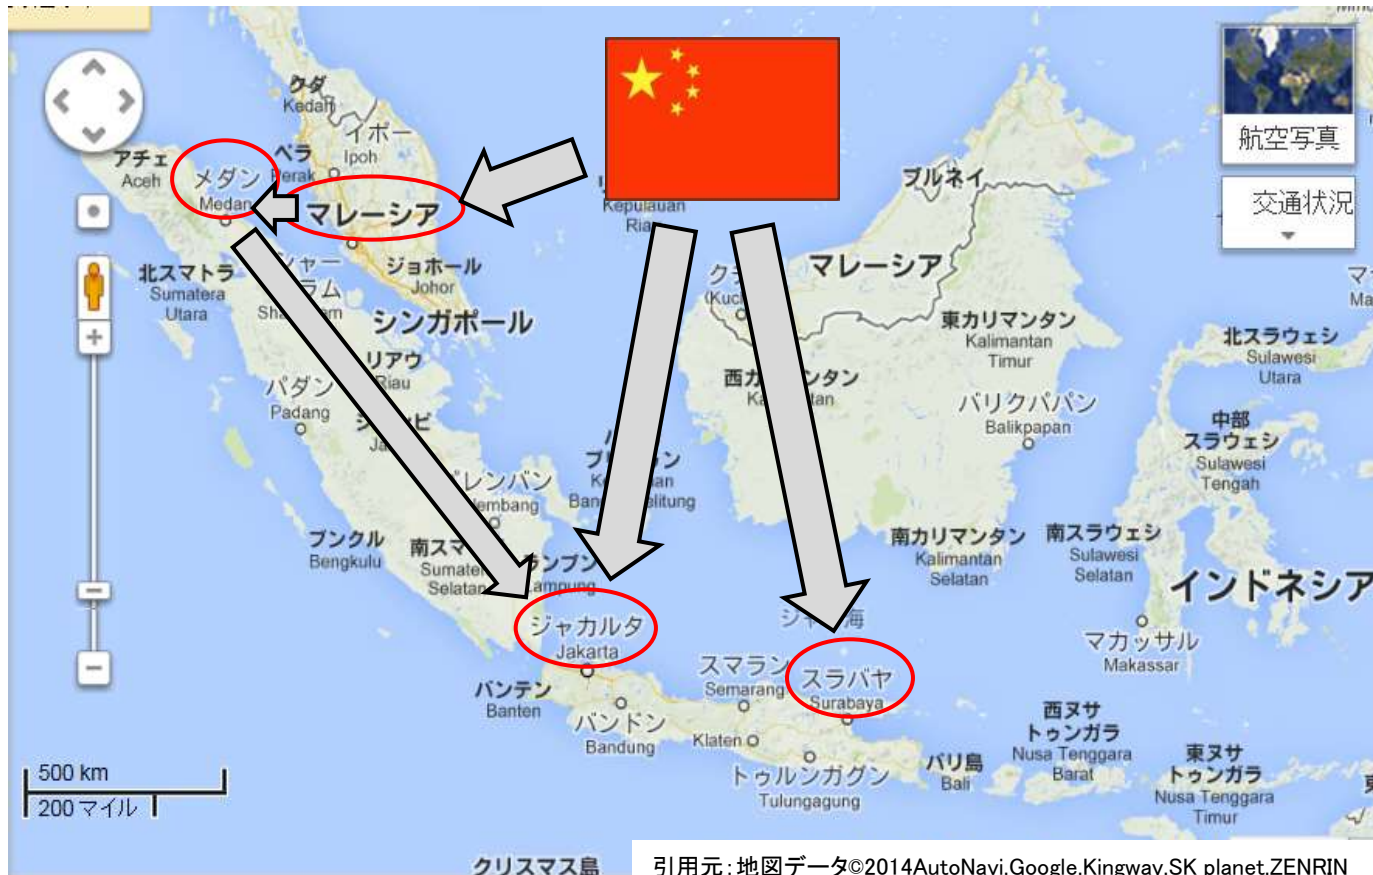 クダ
Kedah
イポー
Ipoh
ペラ
Perak
アチェ
Aceh
メダン
Medan
マレーシア
航空写真
交通状況
ブルネイ
Kepulauan
Ria
マレーシア
北スマトラ
Sumatera
Utara
ジョホール
Johor
シンガポール
リアウ
Riau
パダン
Padang
東カリマンタン
Kalimantan
Timur
バリクパパン
Balikpapan
北スラウェシ
Sulawesi
Utara
中部
スラウェシ
Sulawesi
Tengah
ブンクル
Bengkulu
南スマ
Sumate
Selatan
南カリマンタン
Kalimantan
Selatan
南スラウェシ
Sulawesi
Selatan
インドネシア
ジャカルタ
Jakarta
スマラン
Semarang
スラバヤ
Surabaya
マカッサル
Makassar
バンテン
Banten
バンドン
Bandung
Klaten
トゥルンガグン
Tulungagung
バリ島
Bali
西ヌサ
トゥンガラ
Nusa Tenggara
Barat
東ヌサ
トゥンガラ
Nusa Tenggara
Timur
500 km
200 マイル
クリスマス島
引用元:地図データ©2014AutoNavi,Google,Kingway,SK planet,ZENRIN